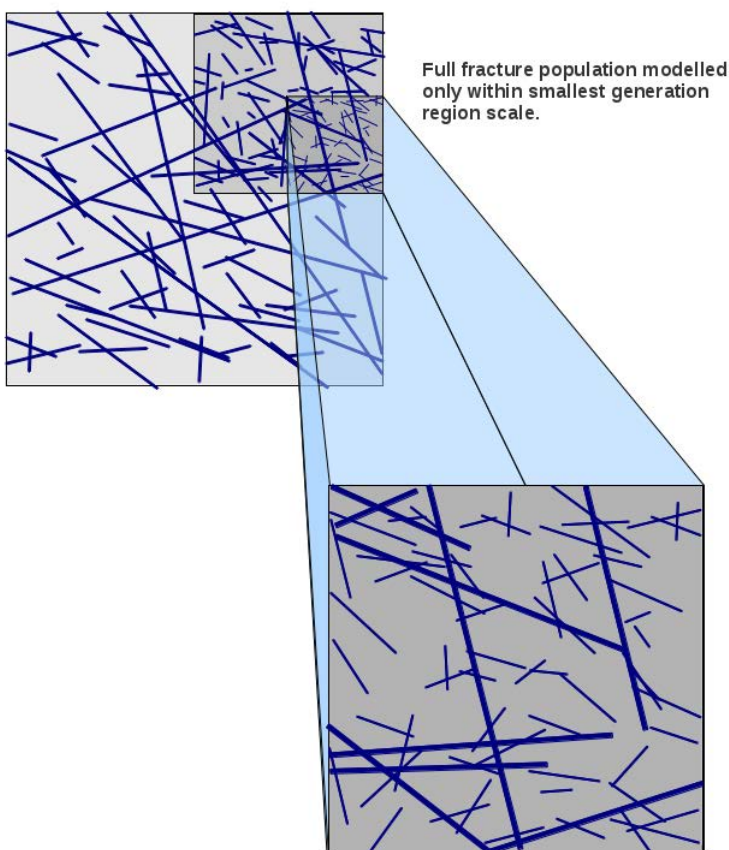 Full fracture population modelled
only within smallest generation
region scale.